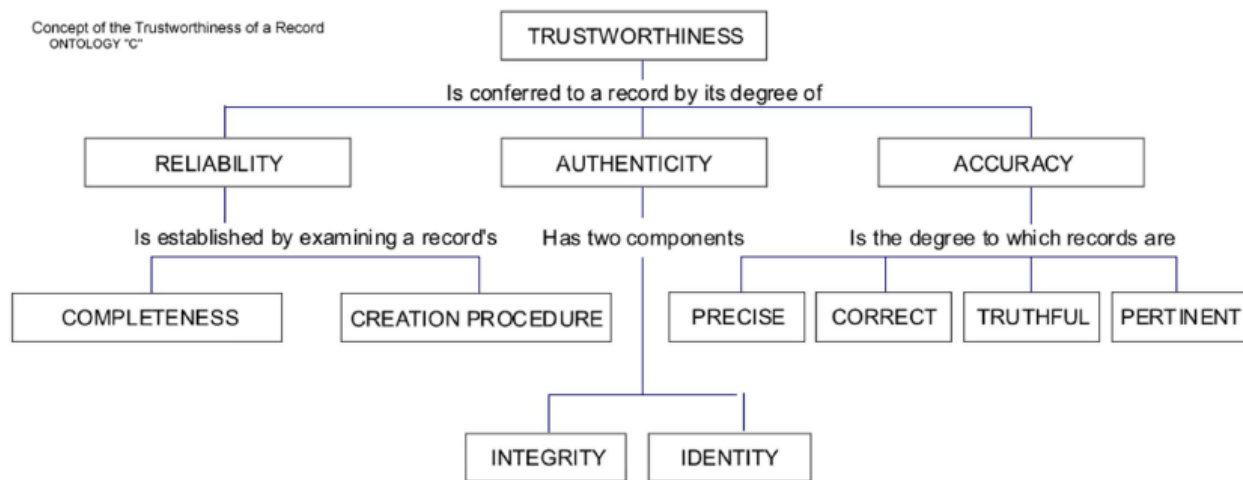 Concept of the Trustworthiness of a Record
ONTOLOGY "C"
TRUSTWORTHINESS
Is conferred to a record by its degree of
RELIABILITY
AUTHENTICITY
ACCURACY
Is established by examining a record's
Has two components
Is the degree to which records are
COMPLETENESS
CREATION PROCEDURE
PRECISE
CORRECT
TRUTHFUL
PERTINENT
INTEGRITY
IDENTITY